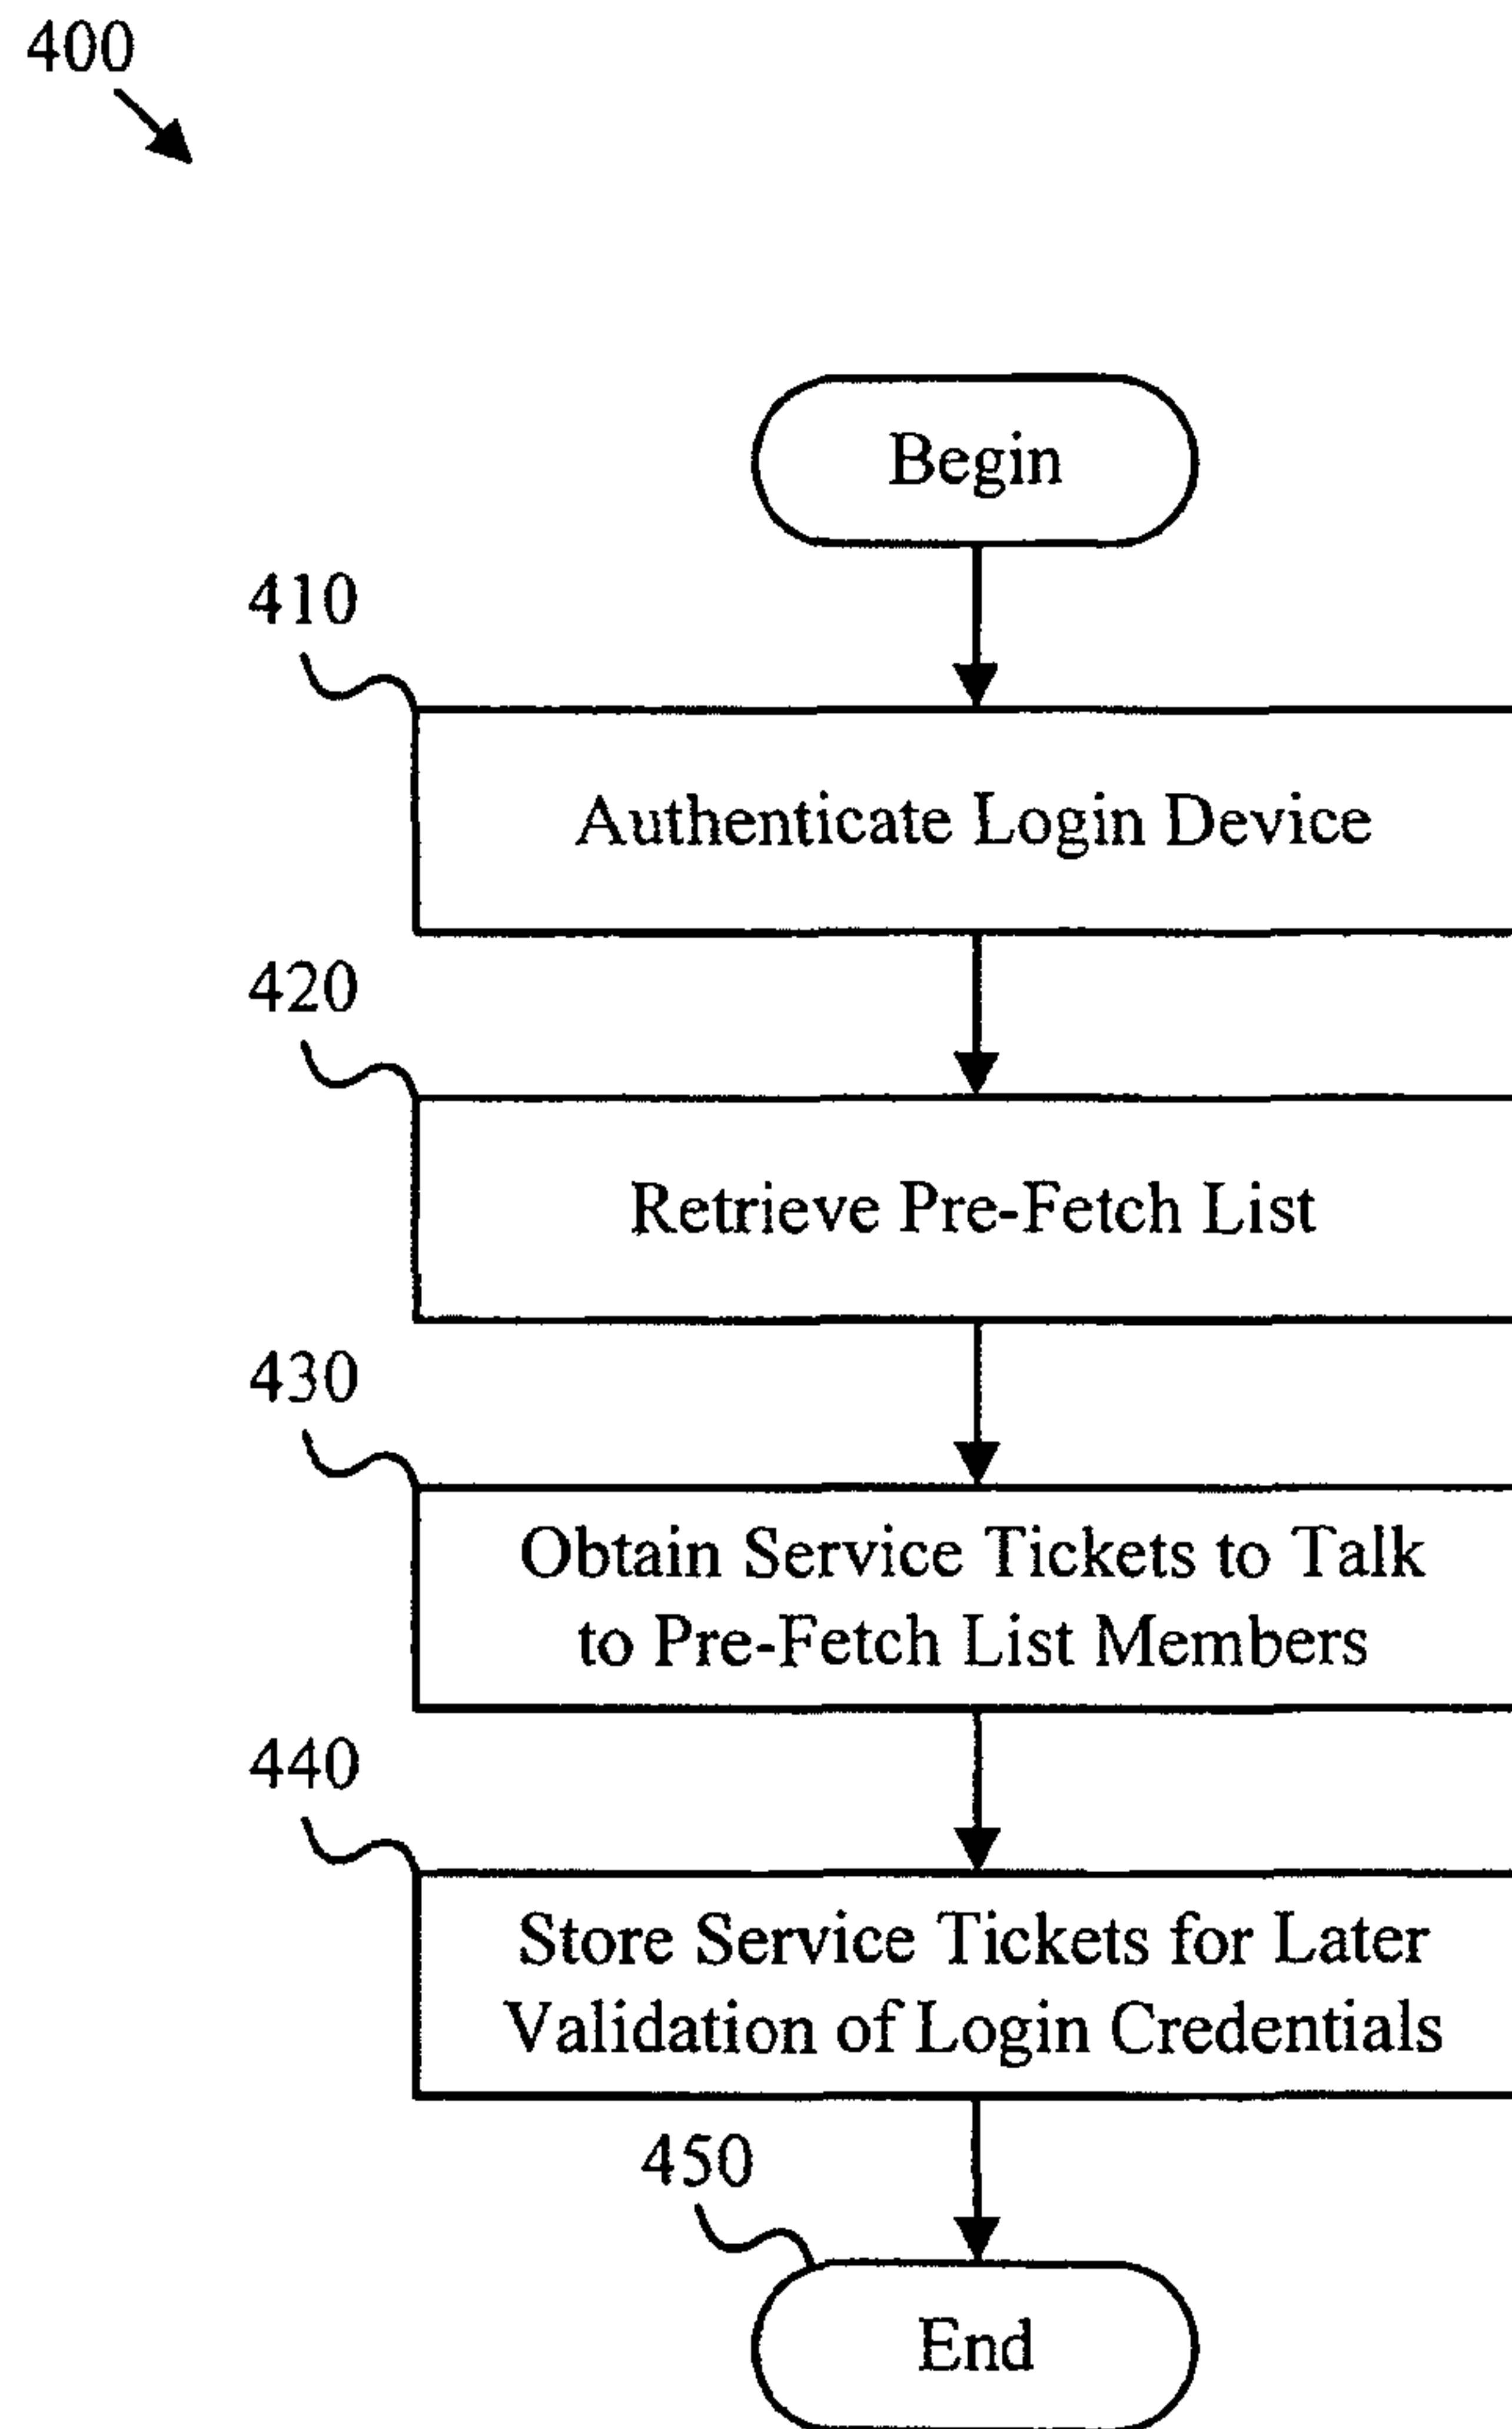 400
Begin
410
Authenticate Login Device
420
Retrieve Pre-Fetch List
430
Obtain Service Tickets to Talk
to Pre-Fetch List Members
440
Store Service Tickets for Later
Validation of Login Credentials
450
End